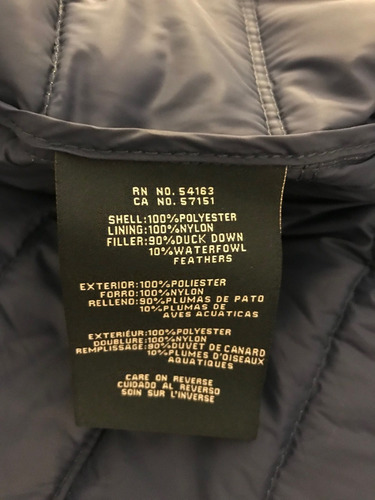 RN NO. 54163
CA NO. 57151
SHELL:100%POLYESTER
LINING:100%NYLON
FILLER:90%DUCK DOWN
10%WATERFOWL
FEATHERS
EXTERIOR:100%POLIESTER
FORRO:100%NYLON
RELLENO:90%PLUMAS DE PATO
10%PLUMAS DE
AVES ACUATICAS
EXTERIEUR:100%POLYESTER
DOUBLURE:100%NYLON
REMPLISSAGE:90%DUVET DE CANARD
10%PLUMES D'OISEAUX
AQUATIQUES
CARE ON REVERSE
CUIDADO AL REVERSO
SOIN SUR L'INVERSE